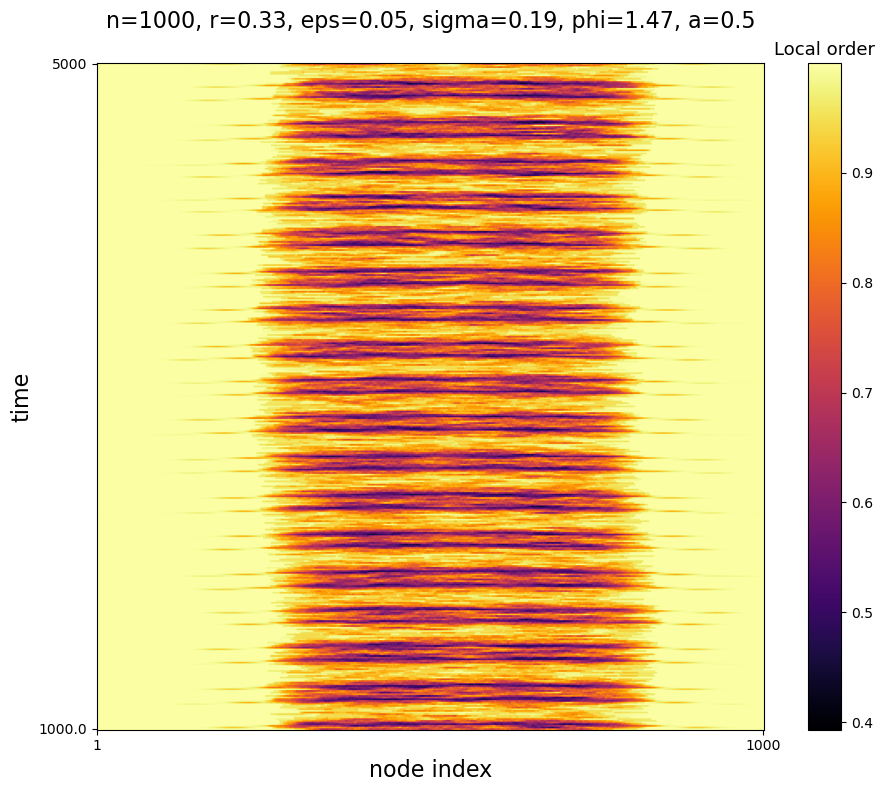 n=1000, r=0.33, eps=0.05, sigma=0.19, phi=1.47, a=0.5
Local order
5000
0.9
0.8
0.7
time
0.6
0.5
1000.0
0.4
1
1000
node index